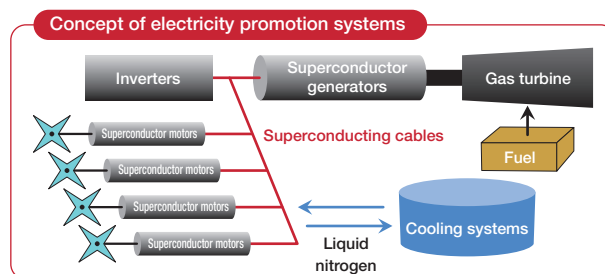 Concept of electricity promotion systems
Inverters
Superconductor
generators
Gas turbine
Superconductor motors
Superconducting cables
Fuel
Superconductor motors
Superconductor motors
Superconductor motors
Cooling systems
Liquid
nitrogen